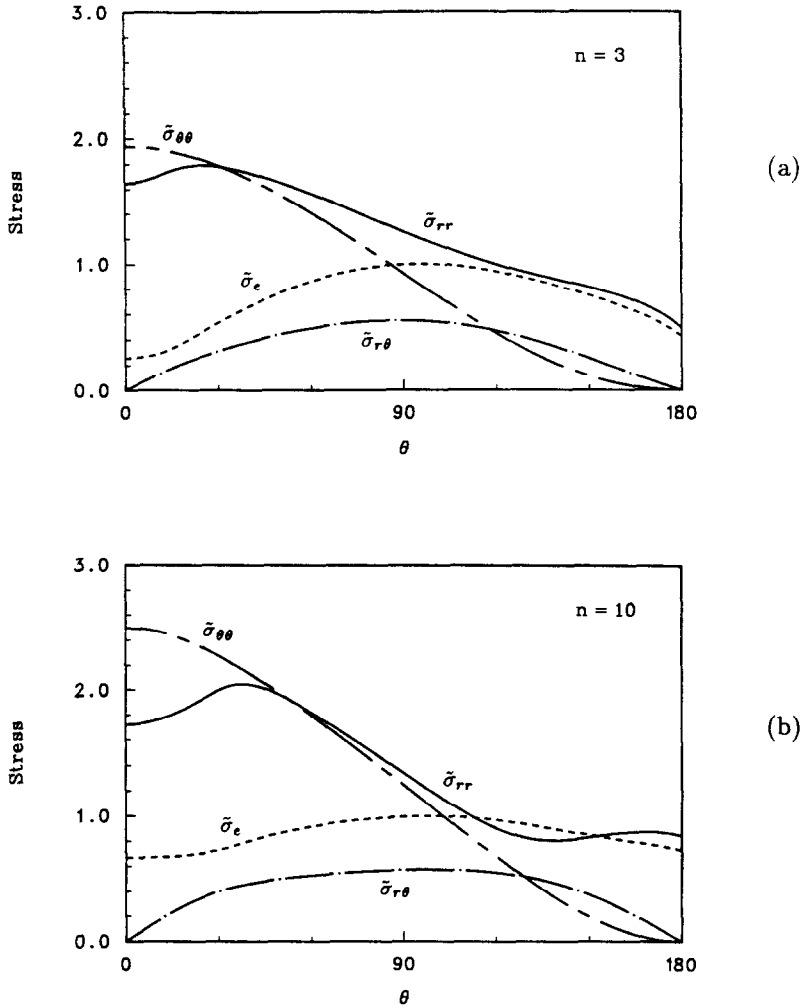 3.0
n = 3
σ̃θθ
2.0
(a)
Stress
σ̃rr
1.0
σ̃e
σ̃rθ
0.0
0
90
180
θ
3.0
n = 10
σ̃θθ
2.0
(b)
Stress
σ̃rr
1.0
σ̃e
σ̃rθ
0.0
0
90
180
θ